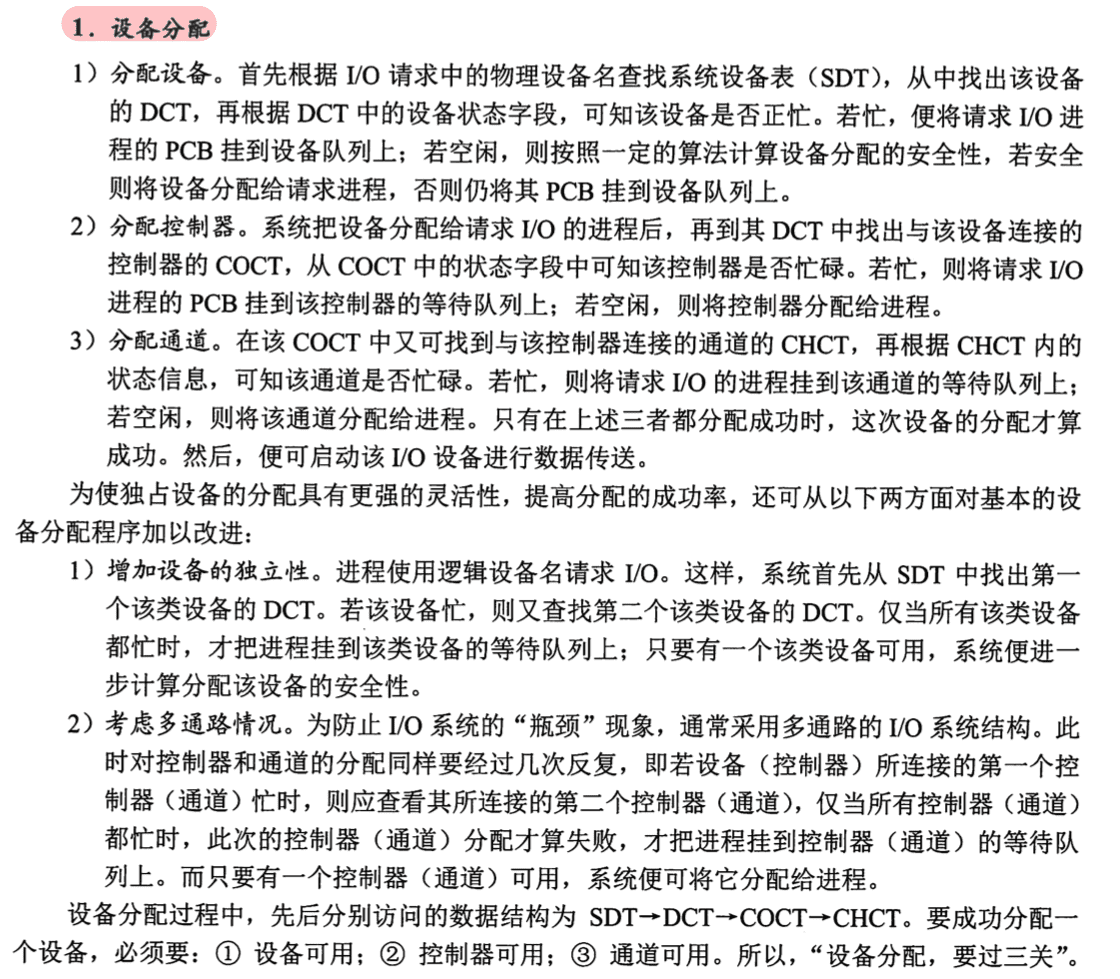 1．设备分配
1）分配设备。首先根据 I/O 请求中的物理设备名查找系统设备表（SDT），从中找出该设备
的 DCT，再根据 DCT 中的设备状态字段，可知该设备是否正忙。若忙，便将请求 I/O 进
程的 PCB 挂到设备队列上；若空闲，则按照一定的算法计算设备分配的安全性，若安全
则将设备分配给请求进程，否则仍将其 PCB 挂到设备队列上。
2）分配控制器。系统把设备分配给请求 I/O 的进程后，再到其 DCT 中找出与该设备连接的
控制器的 COCT，从 COCT 中的状态字段中可知该控制器是否忙碌。若忙，则将请求 I/O
进程的 PCB 挂到该控制器的等待队列上；若空闲，则将控制器分配给进程。
3）分配通道。在该 COCT 中又可找到与该控制器连接的通道的 CHCT，再根据 CHCT 内的
状态信息，可知该通道是否忙碌。若忙，则将请求 I/O 的进程挂到该通道的等待队列上；
若空闲，则将该通道分配给进程。只有在上述三者都分配成功时，这次设备的分配才算
成功。然后，便可启动该 I/O 设备进行数据传送。
为使独占设备的分配具有更强的灵活性，提高分配的成功率，还可从以下两方面对基本的设
备分配程序加以改进：
1）增加设备的独立性。进程使用逻辑设备名请求 I/O。这样，系统首先从 SDT 中找出第一
个该类设备的 DCT。若该设备忙，则又查找第二个该类设备的 DCT。仅当所有该类设备
都忙时，才把进程挂到该类设备的等待队列上；只要有一个该类设备可用，系统便进一
步计算分配该设备的安全性。
2）考虑多通路情况。为防止 I/O 系统的“瓶颈”现象，通常采用多通路的 I/O 系统结构。此
时对控制器和通道的分配同样要经过几次反复，即若设备（控制器）所连接的第一个控
制器（通道）忙时，则应查看其所连接的第二个控制器（通道），仅当所有控制器（通道）
都忙时，此次的控制器（通道）分配才算失败，才把进程挂到控制器（通道）的等待队
列上。而只要有一个控制器（通道）可用，系统便可将它分配给进程。
设备分配过程中，先后分别访问的数据结构为 SDT→DCT→COCT→CHCT。要成功分配一
个设备，必须要：① 设备可用；② 控制器可用；③ 通道可用。所以，“设备分配，要过三关”。